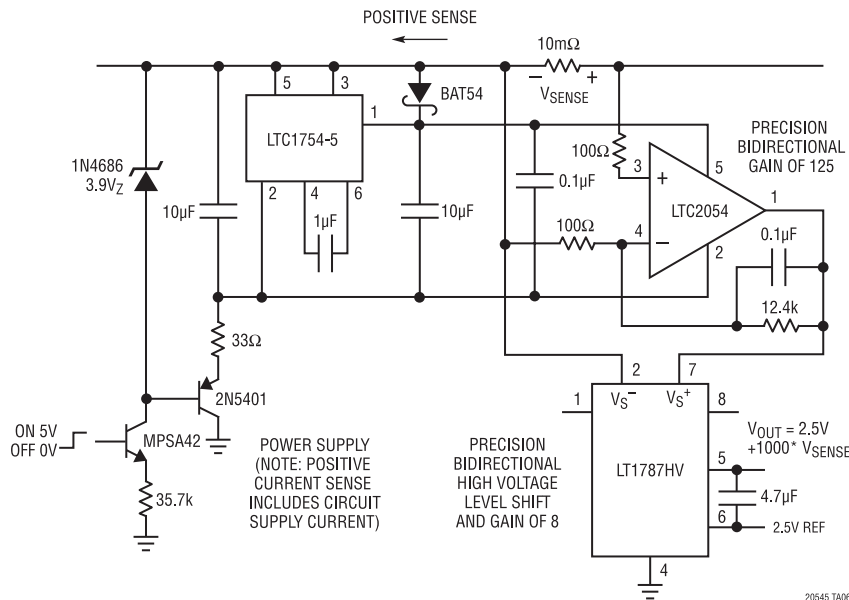 POSITIVE SENSE
10mΩ
− +
VSENSE
5
3
1
BAT54
LTC1754-5
1N4686
3.9VZ
10µF
2
4
6
1µF
10µF
0.1µF
100Ω
3
+
5
PRECISION
BIDIRECTIONAL
GAIN OF 125
LTC2054
1
100Ω
4
−
2
0.1µF
12.4k
33Ω
2N5401
ON 5V
OFF 0V
MPSA42
35.7k
POWER SUPPLY
(NOTE: POSITIVE
CURRENT SENSE
INCLUDES CIRCUIT
SUPPLY CURRENT)
PRECISION
BIDIRECTIONAL
HIGH VOLTAGE
LEVEL SHIFT
AND GAIN OF 8
2
7
1
VS−
VS+
8
LT1787HV
VOUT = 2.5V
+1000* VSENSE
5
4.7µF
6
2.5V REF
4
20545 TA06